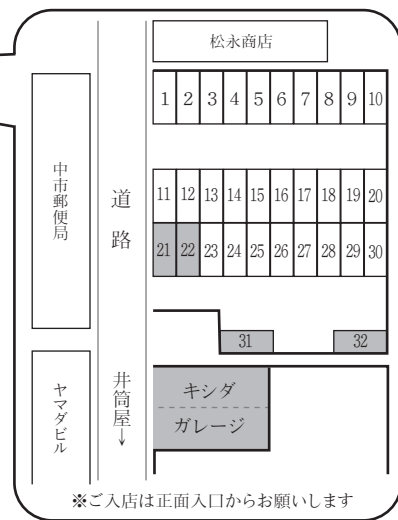 松永商店
1 2 3 4 5 6 7 8 9 10
中市郵便局
道路
11 12 13 14 15 16 17 18 19 20
21 22 23 24 25 26 27 28 29 30
31 32
ヤマダビル
井筒屋↓
キシダ
ガレージ
※ご入店は正面入口からお願いします